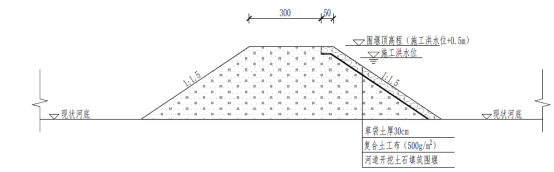 300
50
围堰顶高程（施工洪水位+0.5m）
施工洪水位
1:1.5
1:1.5
现状河底
现状河底
草袋土厚30cm
复合土工布（500g/m²）
河道开挖土石填筑围堰